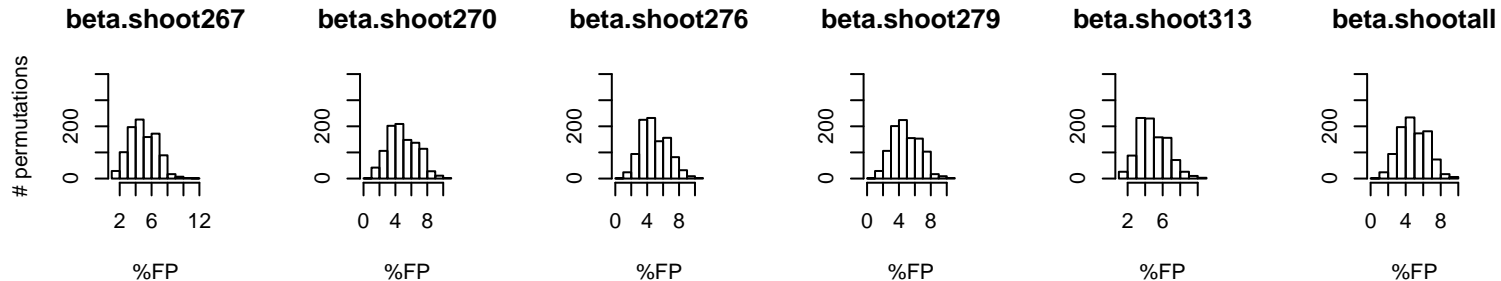 beta.shoot267 beta.shoot270 beta.shoot276 beta.shoot279 beta.shoot313 beta.shootall
# permutations
200 200 200 200 200 200
0 0 0 0 0 0
2 6 12 0 4 8 0 4 8 0 4 8 2 6 0 4 8
%FP %FP %FP %FP %FP %FP